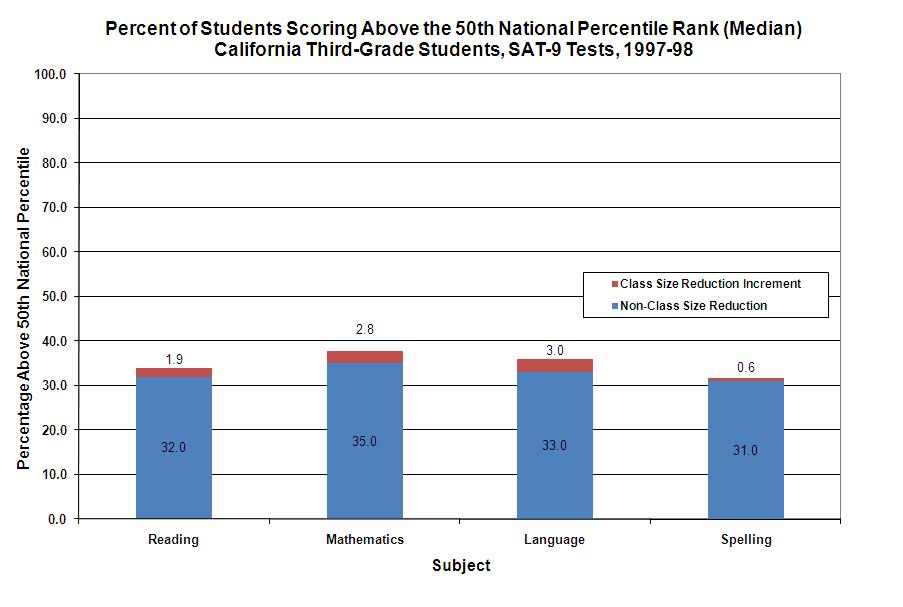 Percent of Students Scoring Above the 50th National Percentile Rank (Median)
California Third-Grade Students, SAT-9 Tests, 1997-98
Percentage Above 50th National Percentile
100.0
90.0
80.0
70.0
60.0
50.0
40.0
30.0
20.0
10.0
0.0
Class Size Reduction Increment
Non-Class Size Reduction
1.9
2.8
3.0
0.6
32.0
35.0
33.0
31.0
Reading
Mathematics
Language
Spelling
Subject